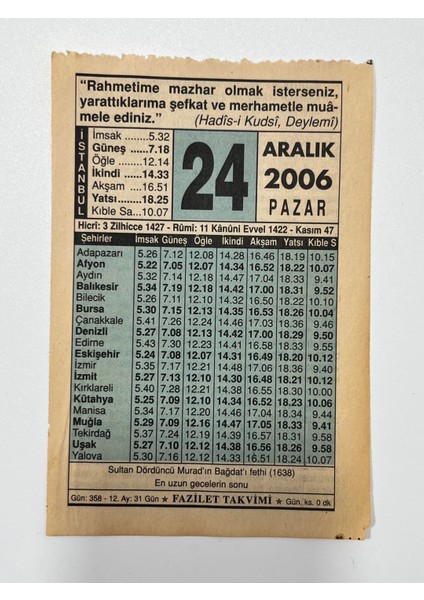 “Rahmetime mazhar olmak isterseniz,
yarattıklarıma şefkat ve merhametle muâ-
mele ediniz.” (Hadîs-i Kudsî, Deylemî)
İSTANBUL
İmsak ........5.32
Güneş ......7.18
Öğle ........12.14
İkindi ......14.33
Akşam ....16.51
Yatsı........18.25
Kıble Sa...10.07
24
ARALIK
2006
PAZAR
Hicrî: 3 Zilhicce 1427 - Rûmî: 11 Kânûni Evvel 1422 - Kasım 47
Şehirler İmsak Güneş Öğle İkindi Akşam Yatsı Kıble S
Adapazarı 5.26 7.12 12.08 14.28 16.46 18.19 10.15
Afyon 5.22 7.05 12.07 14.34 16.52 18.22 10.07
Aydın 5.32 7.14 12.18 14.47 17.04 18.33 9.41
Balıkesir 5.34 7.19 12.18 14.42 17.00 18.31 9.52
Bilecik 5.26 7.11 12.10 14.32 16.50 18.22 10.10
Bursa 5.30 7.15 12.13 14.35 16.53 18.26 10.04
Çanakkale 5.41 7.26 12.24 14.46 17.03 18.36 9.46
Denizli 5.27 7.08 12.13 14.42 17.00 18.29 9.50
Edirne 5.43 7.30 12.23 14.41 16.58 18.33 9.55
Eskişehir 5.24 7.08 12.07 14.31 16.49 18.20 10.12
İzmir 5.35 7.17 12.21 14.48 17.06 18.36 9.40
İzmit 5.27 7.13 12.10 14.30 16.48 18.21 10.12
Kırklareli 5.40 7.28 12.21 14.38 16.55 18.30 10.00
Kütahya 5.25 7.09 12.10 14.34 16.52 18.23 10.06
Manisa 5.34 7.17 12.20 14.46 17.04 18.34 9.44
Muğla 5.29 7.09 12.16 14.47 17.05 18.33 9.41
Tekirdağ 5.37 7.24 12.19 14.39 16.57 18.31 9.58
Uşak 5.27 7.10 12.12 14.38 16.56 18.26 9.58
Yalova 5.30 7.16 12.12 14.33 16.51 18.24 10.07
Sultan Dördüncü Murad'ın Bağdat'ı fethi (1638)
En uzun gecelerin sonu
Gün: 358 - 12. Ay: 31 Gün ★ FAZİLET TAKVİMİ ★ Gün. ks. 0 dk